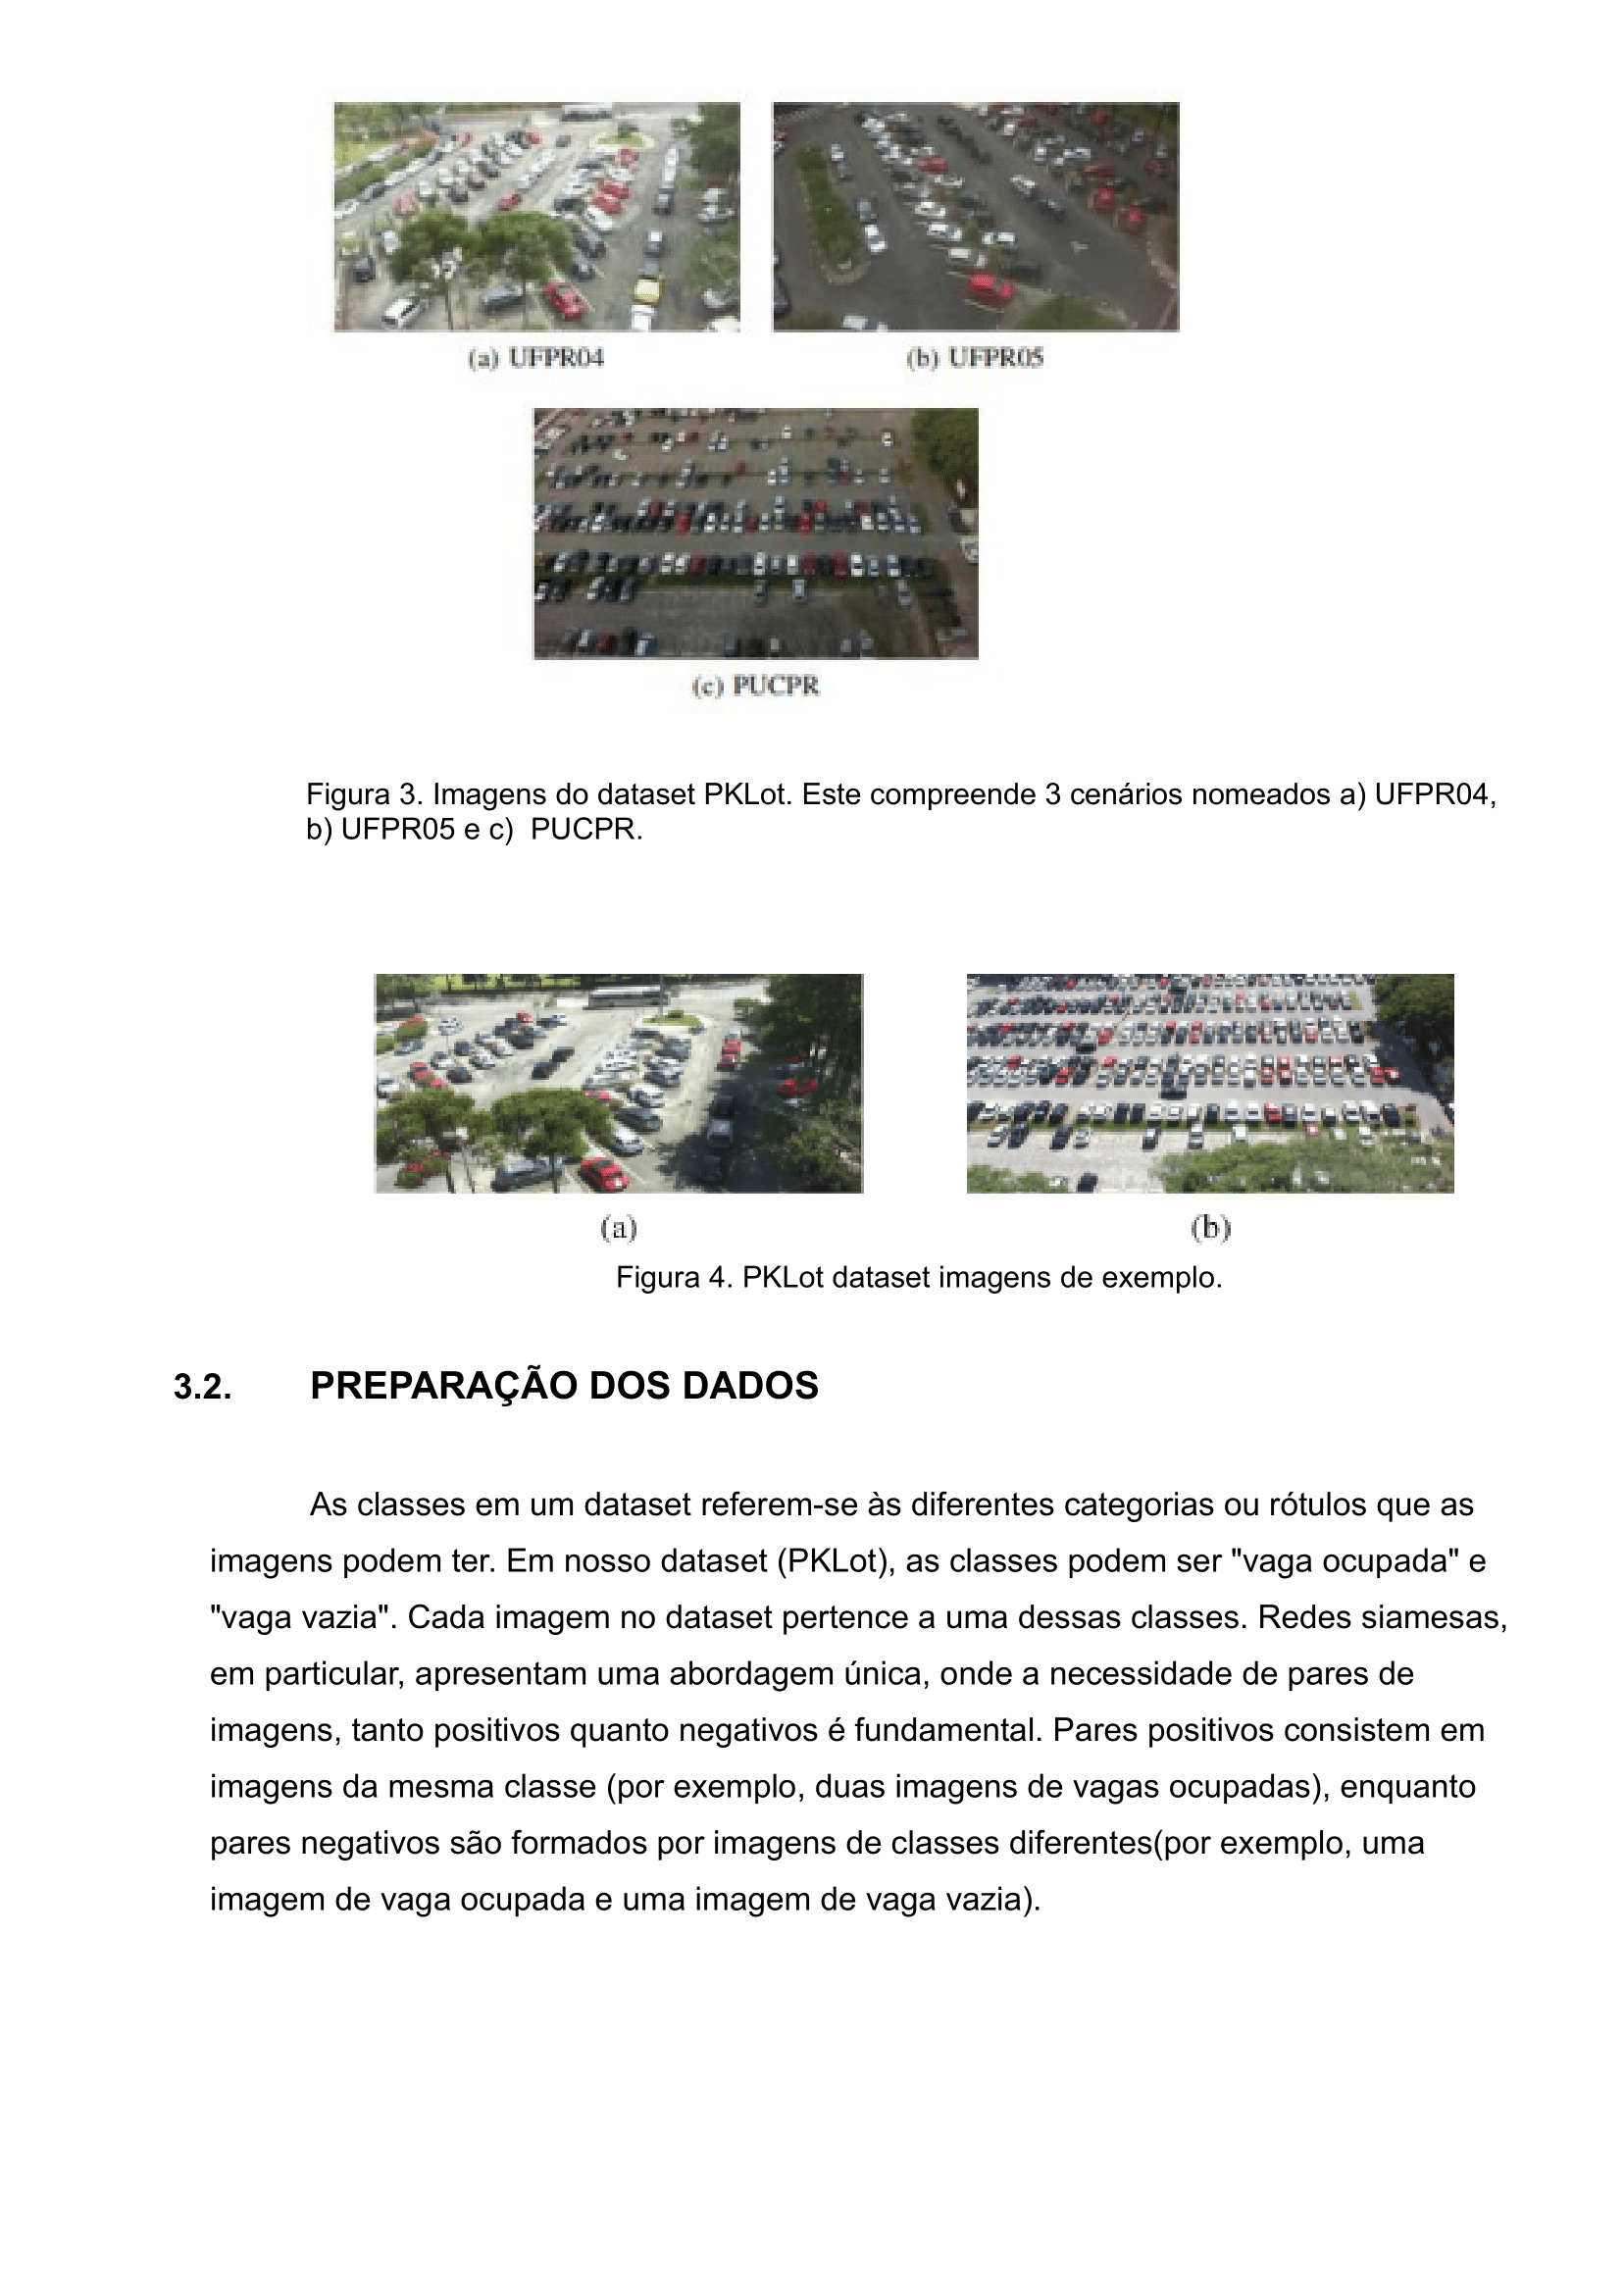 (a) UFPR04
(b) UFPR05
(c) PUCPR
Figura 3. Imagens do dataset PKLot. Este compreende 3 cenários nomeados a) UFPR04,
b) UFPR05 e c)  PUCPR.
(a)
(b)
Figura 4. PKLot dataset imagens de exemplo.
3.2. PREPARAÇÃO DOS DADOS
As classes em um dataset referem-se às diferentes categorias ou rótulos que as
imagens podem ter. Em nosso dataset (PKLot), as classes podem ser "vaga ocupada" e
"vaga vazia". Cada imagem no dataset pertence a uma dessas classes. Redes siamesas,
em particular, apresentam uma abordagem única, onde a necessidade de pares de
imagens, tanto positivos quanto negativos é fundamental. Pares positivos consistem em
imagens da mesma classe (por exemplo, duas imagens de vagas ocupadas), enquanto
pares negativos são formados por imagens de classes diferentes(por exemplo, uma
imagem de vaga ocupada e uma imagem de vaga vazia).